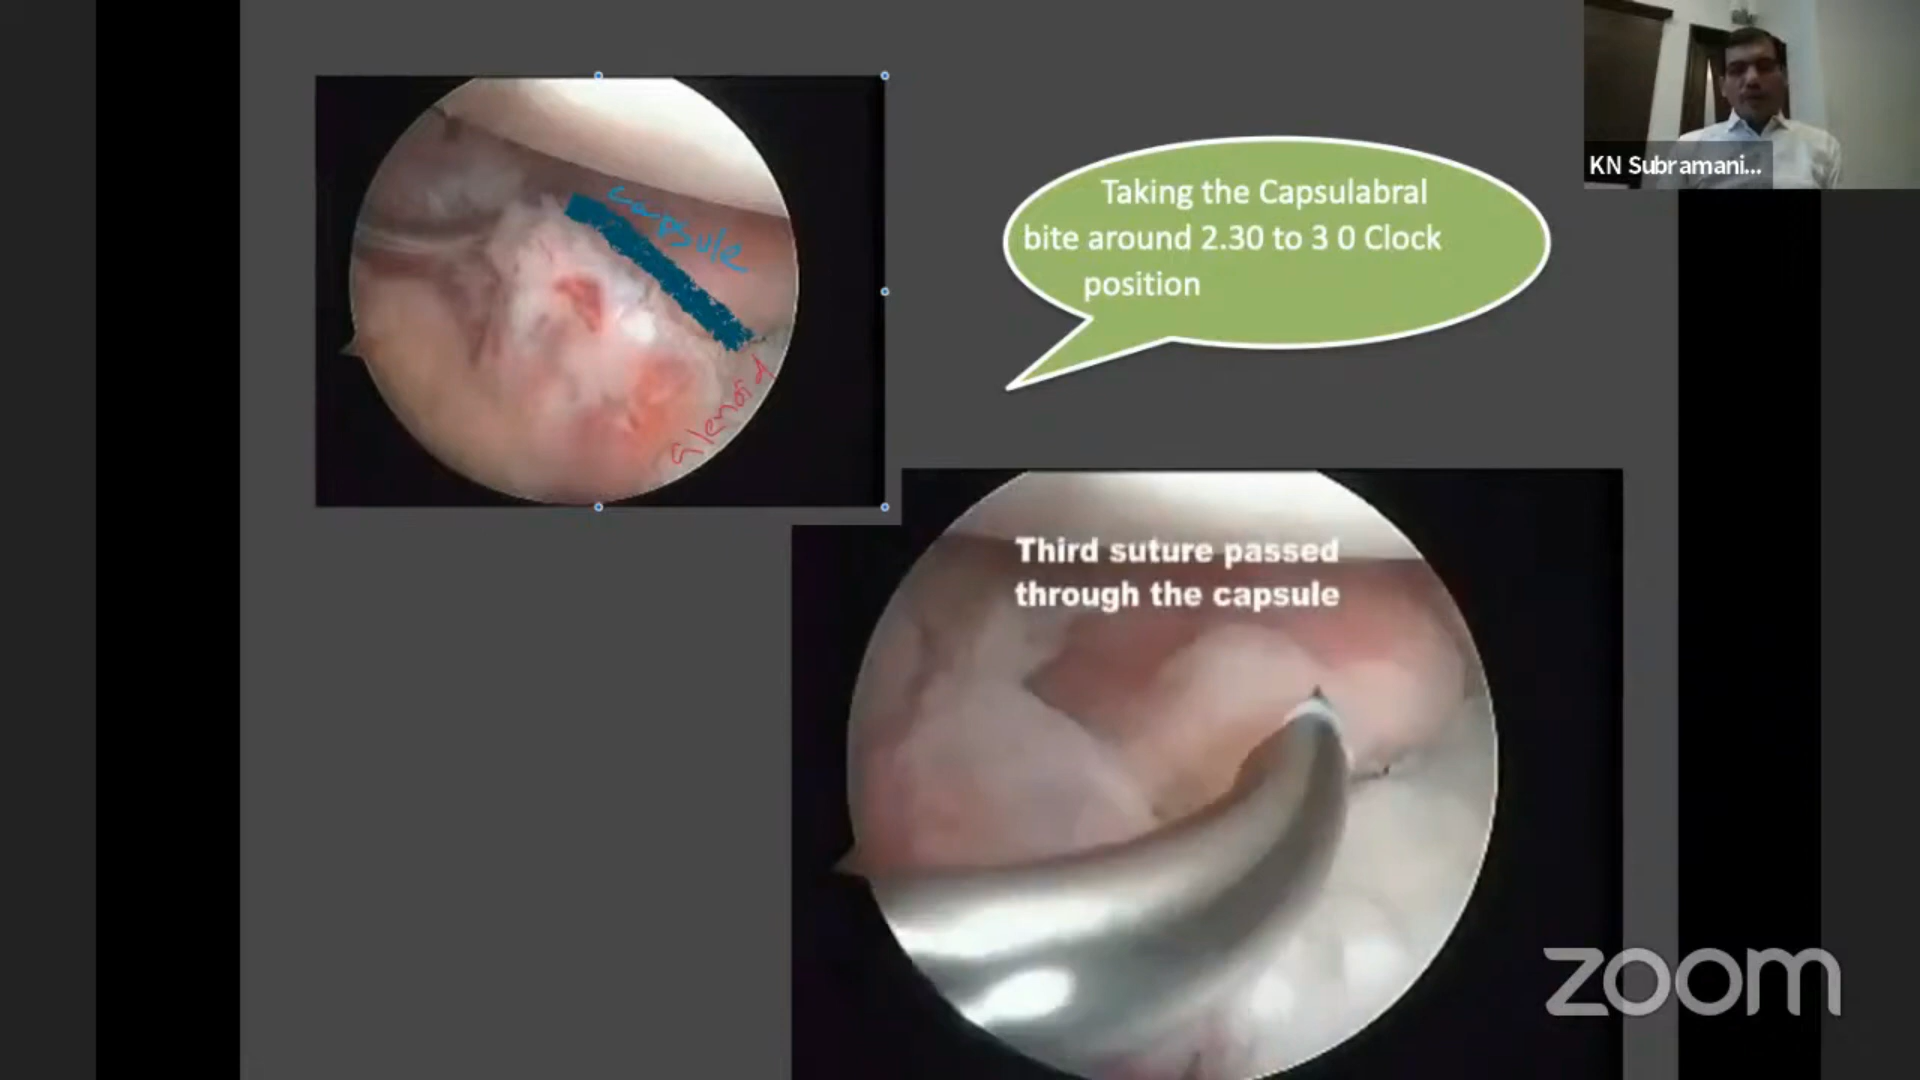 capsule
Glenoid
Taking the Capsulabral
bite around 2.30 to 3 0 Clock
position
KN Subramani...
Third suture passed
through the capsule
zoom